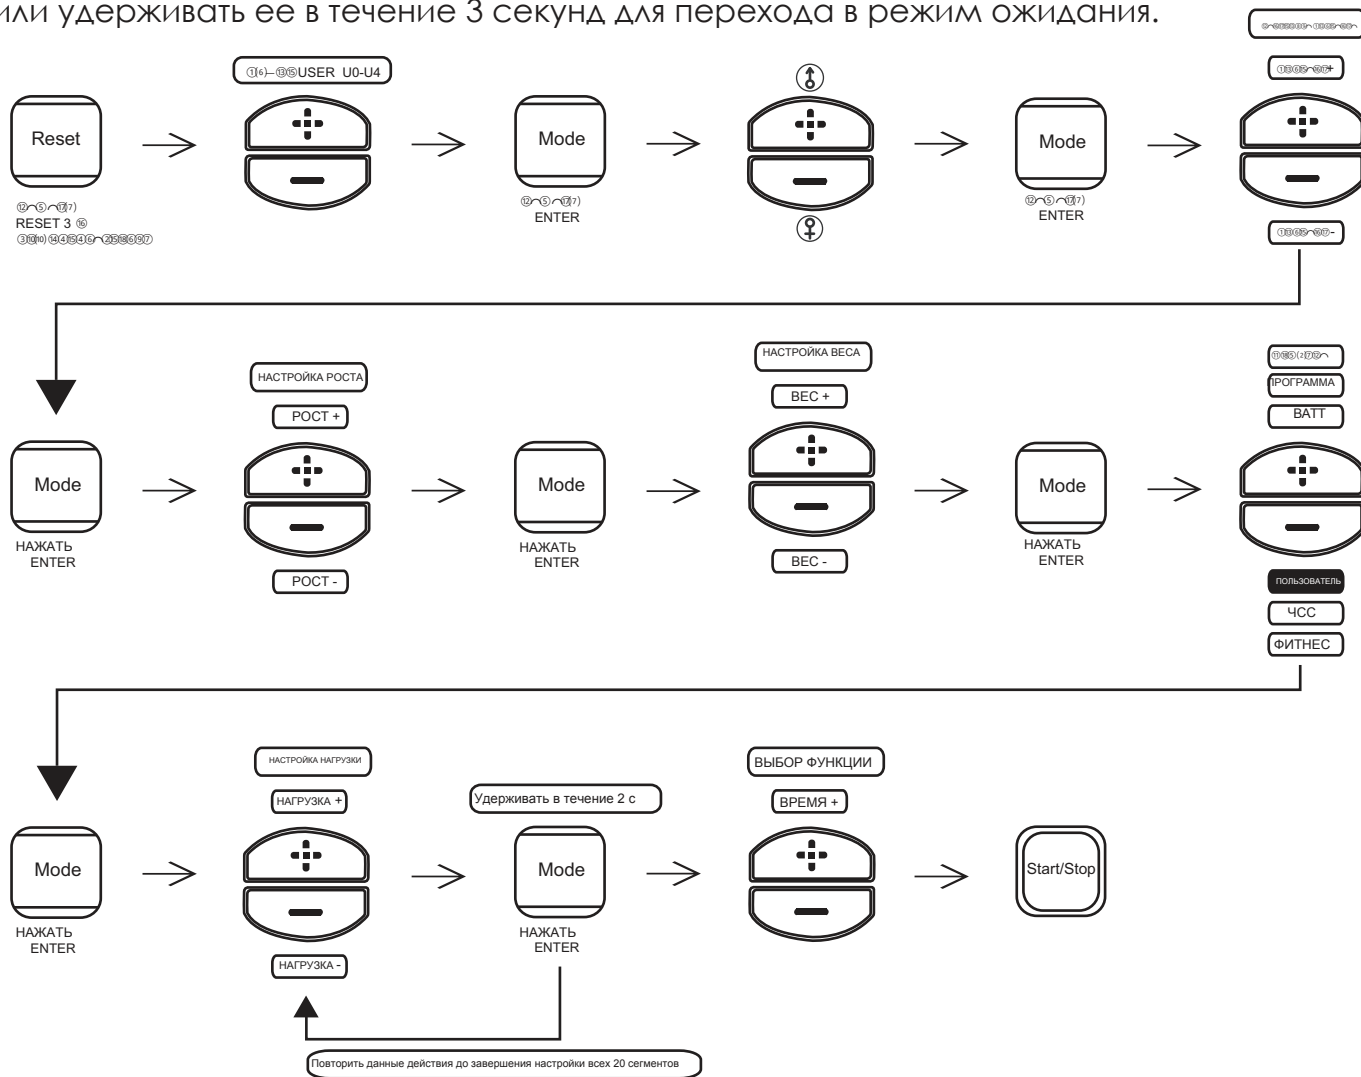 или удерживать ее в течение 3 секунд для перехода в режим ожидания.
USER U0-U4
Reset
Mode
Mode
RESET 3
ENTER
ENTER
НАСТРОЙКА РОСТА
РОСТ +
НАСТРОЙКА ВЕСА
ВЕС +
ПРОГРАММА
ВАТТ
Mode
Mode
Mode
НАЖАТЬ
ENTER
РОСТ -
НАЖАТЬ
ENTER
ВЕС -
НАЖАТЬ
ENTER
ПОЛЬЗОВАТЕЛЬ
ЧСС
ФИТНЕС
НАСТРОЙКА НАГРУЗКИ
НАГРУЗКА +
Удерживать в течение 2 с
ВЫБОР ФУНКЦИИ
ВРЕМЯ +
Mode
Mode
Start/Stop
НАЖАТЬ
ENTER
НАГРУЗКА -
НАЖАТЬ
ENTER
Повторить данные действия до завершения настройки всех 20 сегментов